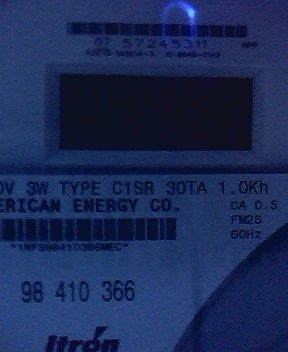 07 57245311
0V 3W TYPE C1SR 30TA 1.0Kh
ERICAN ENERGY CO.
CA 0.5
FM2S
60Hz
98 410 366
Itrón